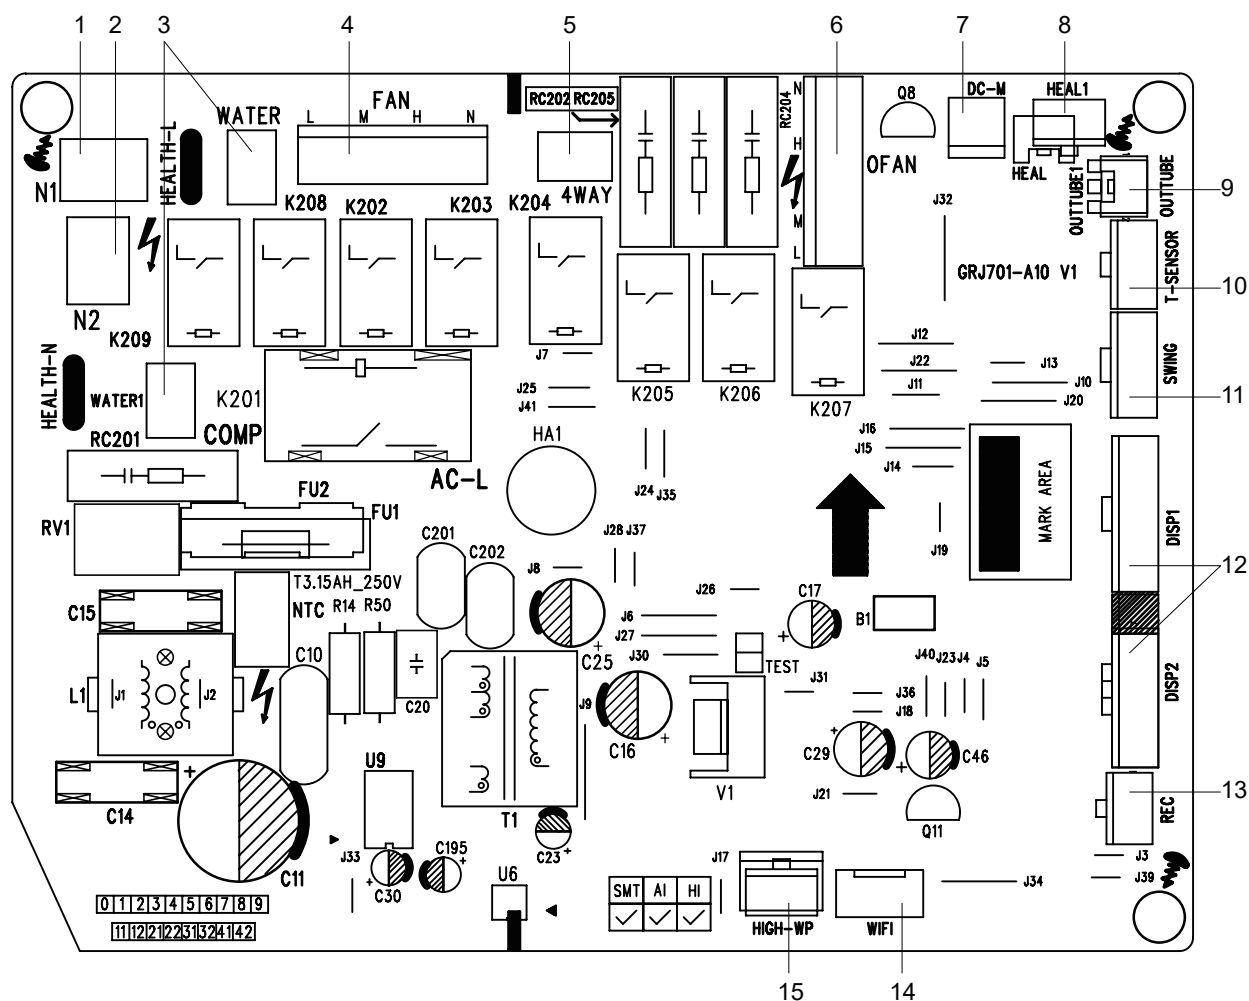 1 2 3 4 5 6 7 8
FAN
L M H N
WATER
HEALTH-L
N1
N2
RC202 RC205
4WAY
RC204
N
H
M
L
OFAN
Q8
DC-M
HEAL1
HEAL
OUTTUBE1
OUTTUBE
9
T-SENSOR
10
SWING
11
GRJ701-A10 V1
J32
K208 K202 K203 K204
K209
K205 K206 K207
K201
COMP
AC-L
HEALTH-N
WATER1
RC201
RV1
FU2
FU1
T3.15AH_250V
NTC
R14 R50
C15
L1
J1
J2
C14
C10
C11
C20
C201
C202
HA1
J7
J25
J41
J24
J35
J28
J37
J8
J12
J22
J11
J13
J10
J20
J16
J15
J14
J19
MARK AREA
DISP1
12
DISP2
J26
J6
J27
J30
C25
C17
B1
TEST
J31
J40
J23
J4
J5
J36
J18
J9
C16
C29
C46
V1
J21
Q11
T1
U9
C23
J33
C30
C195
U6
J17
SMT AI HI
HIGH-WP
WIFI
J34
REC
13
J3
J39
0 1 2 3 4 5 6 7 8 9
11 12 21 22 31 32 41 42
15 14